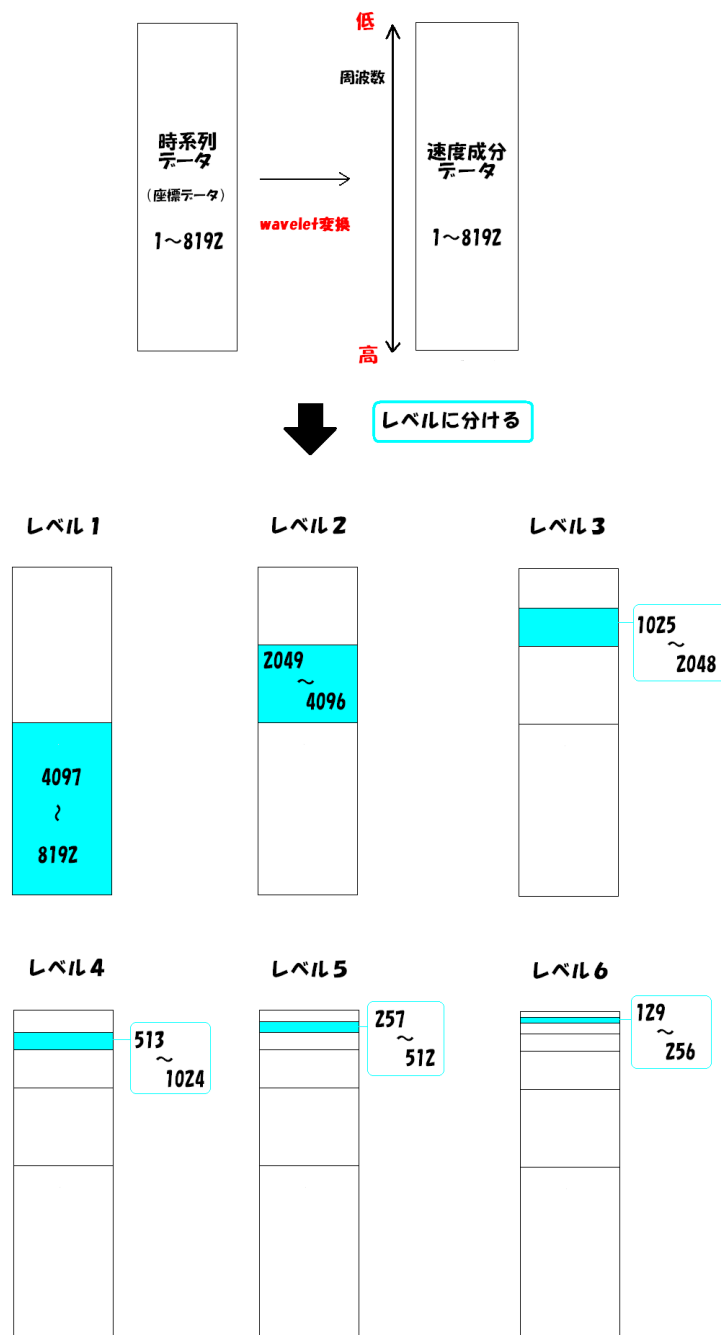 低
周波数
時系列
データ
（座標データ）
1～8192
wavelet変換
速度成分
データ
1～8192
高
レベルに分ける
レベル1
レベル2
レベル3
4097
～
8192
2049
～
4096
1025
～
2048
レベル4
レベル5
レベル6
513
～
1024
257
～
512
129
～
256